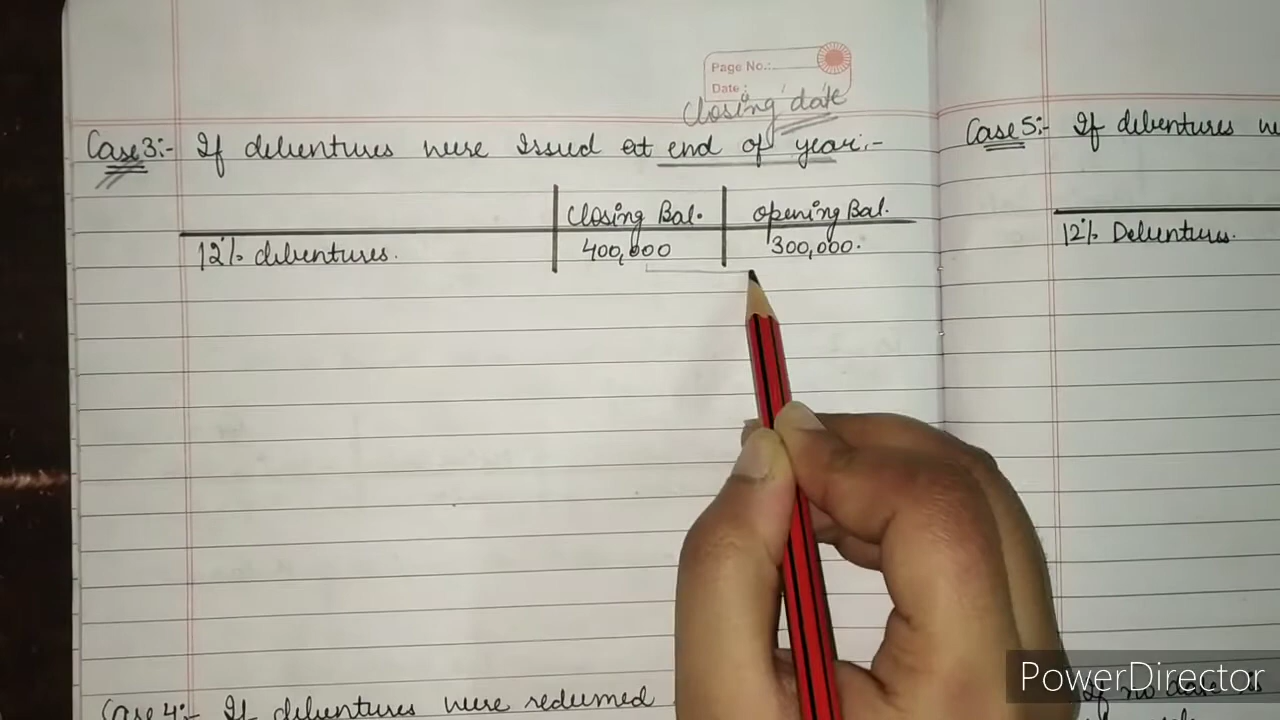 Page No.:
Date :
Closing date
Case 3:- If debentures were Issued at end of year:-
Closing Bal. Opening Bal.
12% debentures. 400,000 300,000.
Case 4:- If debentures were redeemed
Case 5:- If debentures
12% Debentures.
If no
PowerDirector